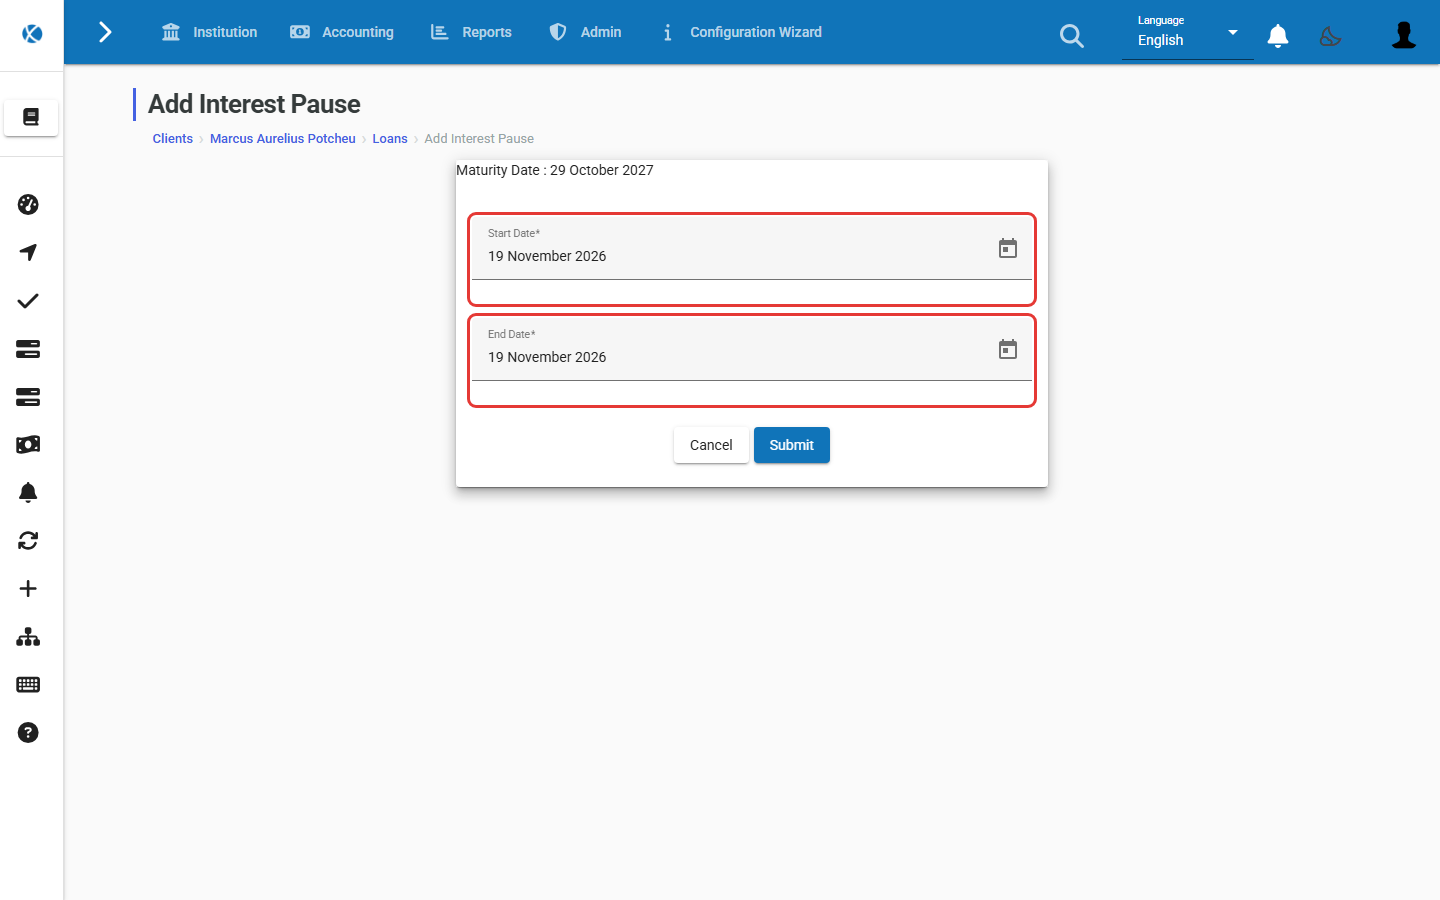 Institution
Accounting
Reports
Admin
Configuration Wizard
Language
English
Add Interest Pause
Clients › Marcus Aurelius Potcheu › Loans › Add Interest Pause
Maturity Date : 29 October 2027
Start Date*
19 November 2026
End Date*
19 November 2026
Cancel
Submit